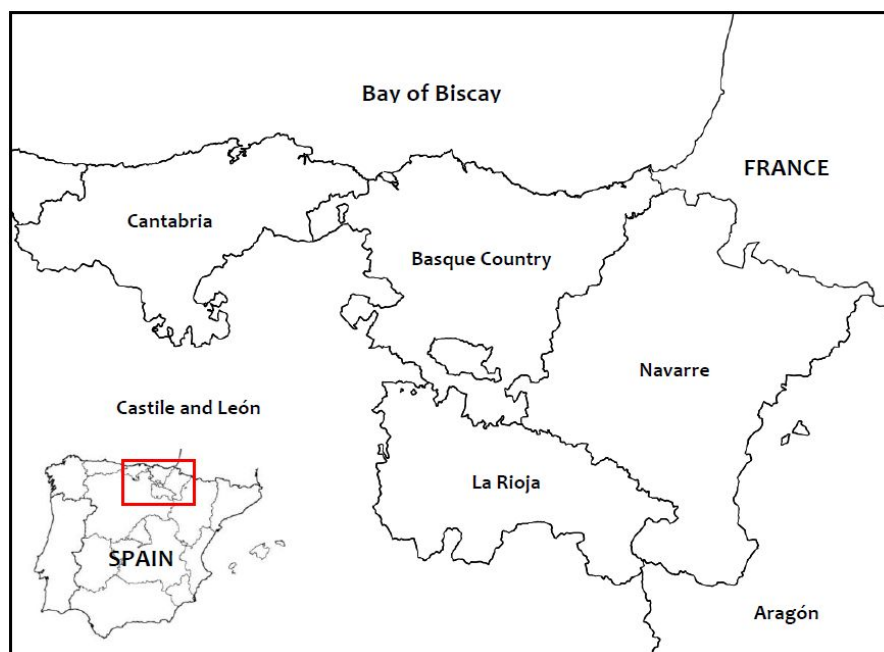 Bay of Biscay
FRANCE
Cantabria
Basque Country
Navarre
Castile and León
La Rioja
SPAIN
Aragón